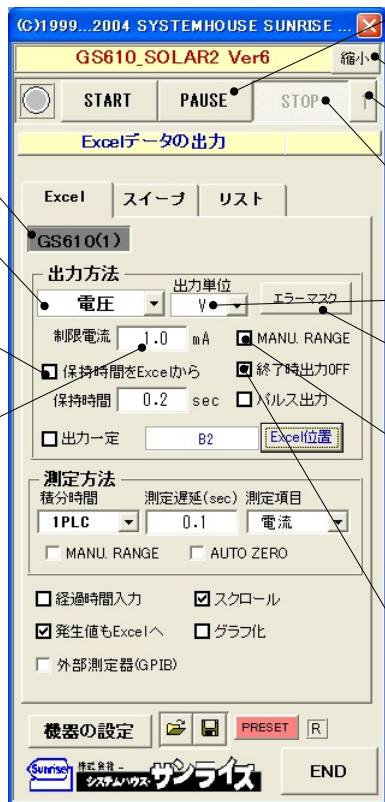 (C)1999...2004 SYSTEMHOUSE SUNRISE ...
GS610_SOLAR2 Ver6 縮小
START PAUSE STOP
Excelデータの出力
Excel スイープ リスト
GS610(1)
出力方法
出力単位
電圧 V エラーマスク
制限電流 1.0 mA MANU. RANGE
保持時間をExcelから 終了時出力OFF
保持時間 0.2 sec パルス出力
出力一定 B2 Excel位置
測定方法
積分時間 測定遅延(sec) 測定項目
1PLC 0.1 電流
MANU. RANGE AUTO ZERO
経過時間入力 スクロール
発生値もExcelへ グラフ化
外部測定器(GPIB)
機器の設定 PRESET R
Sunrise 株式会社 システムハウス サンライズ END